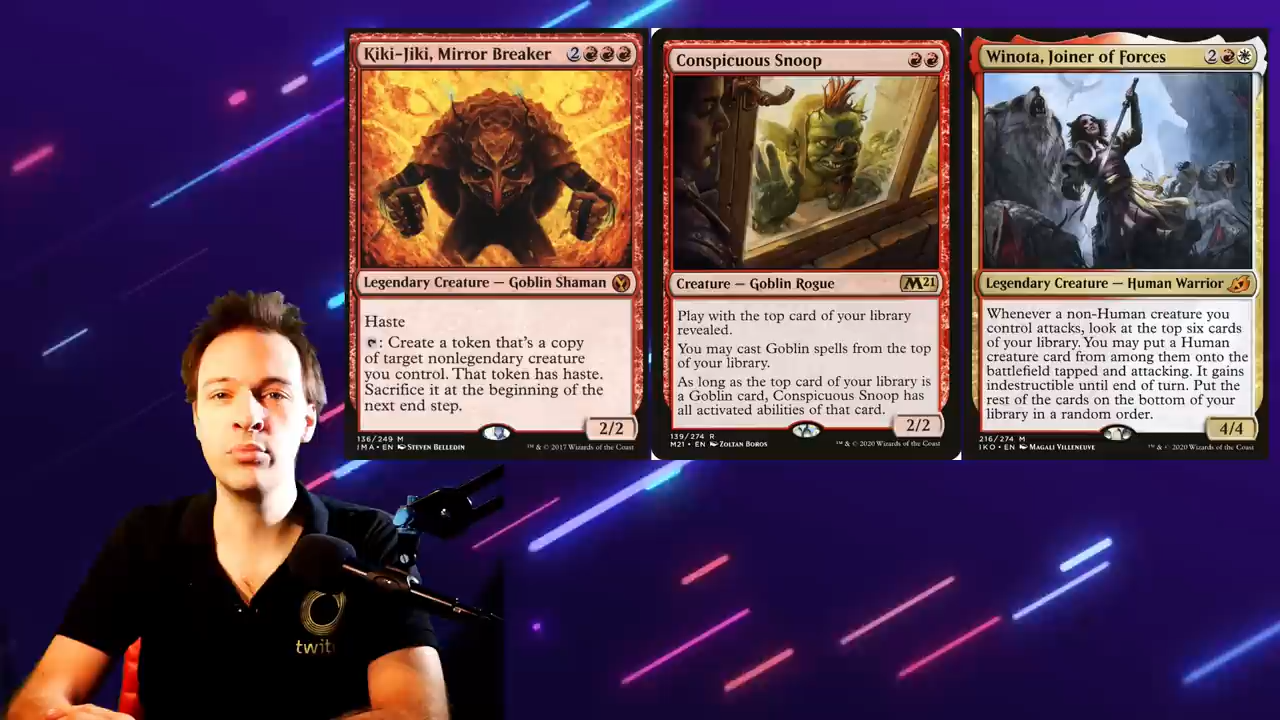 Kiki-Jiki, Mirror Breaker 2
Legendary Creature — Goblin Shaman
Haste
: Create a token that's a copy
of target nonlegendary creature
you control. That token has haste.
Sacrifice it at the beginning of the
next end step.
2/2
136/249 M
IMA • EN Steven Belledin
™ & © 2017 Wizards of the Coast
Conspicuous Snoop
Creature — Goblin Rogue M21
Play with the top card of your library
revealed.
You may cast Goblin spells from the top
of your library.
As long as the top card of your library is
a Goblin card, Conspicuous Snoop has
all activated abilities of that card.
2/2
139/274 R
M21 • EN Zoltan Boros
™ & © 2020 Wizards of the Coast
Winota, Joiner of Forces 2
Legendary Creature — Human Warrior
Whenever a non-Human creature you
control attacks, look at the top six cards
of your library. You may put a Human
creature card from among them onto the
battlefield tapped and attacking. It gains
indestructible until end of turn. Put the
rest of the cards on the bottom of your
library in a random order.
4/4
216/274 M
IKO • EN Magali Villeneuve
™ & © 2020 Wizards of the Coast